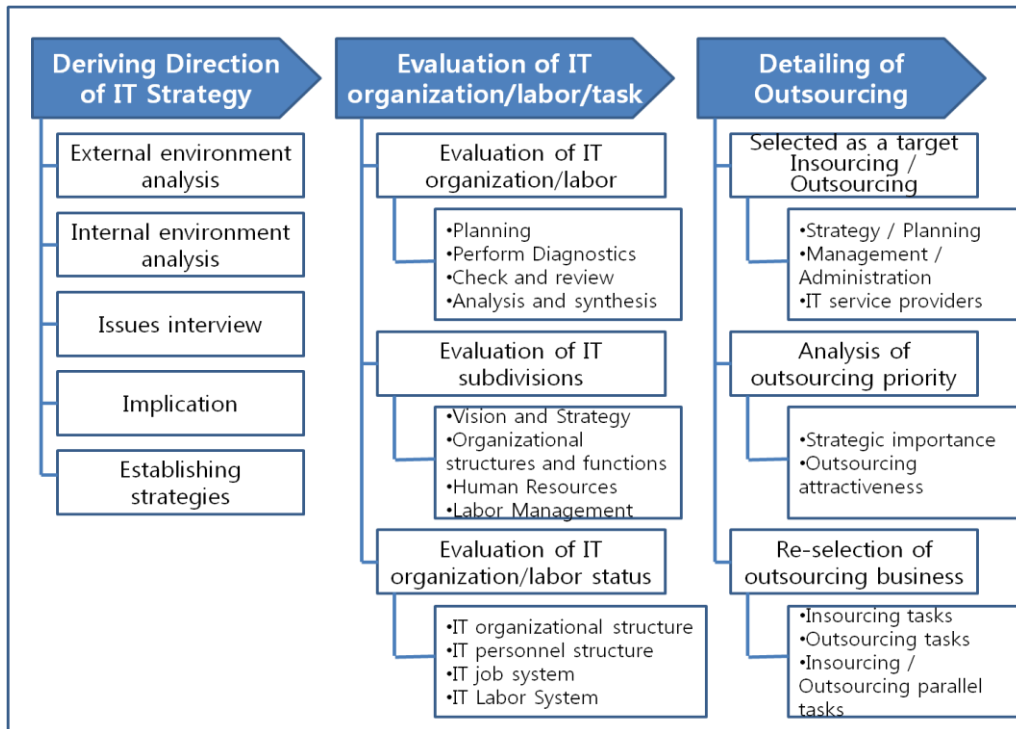 Deriving Direction
of IT Strategy
External environment
analysis
Internal environment
analysis
Issues interview
Implication
Establishing
strategies
Evaluation of IT
organization/labor/task
Evaluation of IT
organization/labor
•Planning
•Perform Diagnostics
•Check and review
•Analysis and synthesis
Evaluation of IT
subdivisions
•Vision and Strategy
•Organizational
structures and functions
•Human Resources
•Labor Management
Evaluation of IT
organization/labor status
•IT organizational structure
•IT personnel structure
•IT job system
•IT Labor System
Detailing of
Outsourcing
Selected as a target
Insourcing /
Outsourcing
•Strategy / Planning
•Management /
Administration
•IT service providers
Analysis of
outsourcing priority
•Strategic importance
•Outsourcing
attractiveness
Re-selection of
outsourcing business
•Insourcing tasks
•Outsourcing tasks
•Insourcing /
Outsourcing parallel
tasks